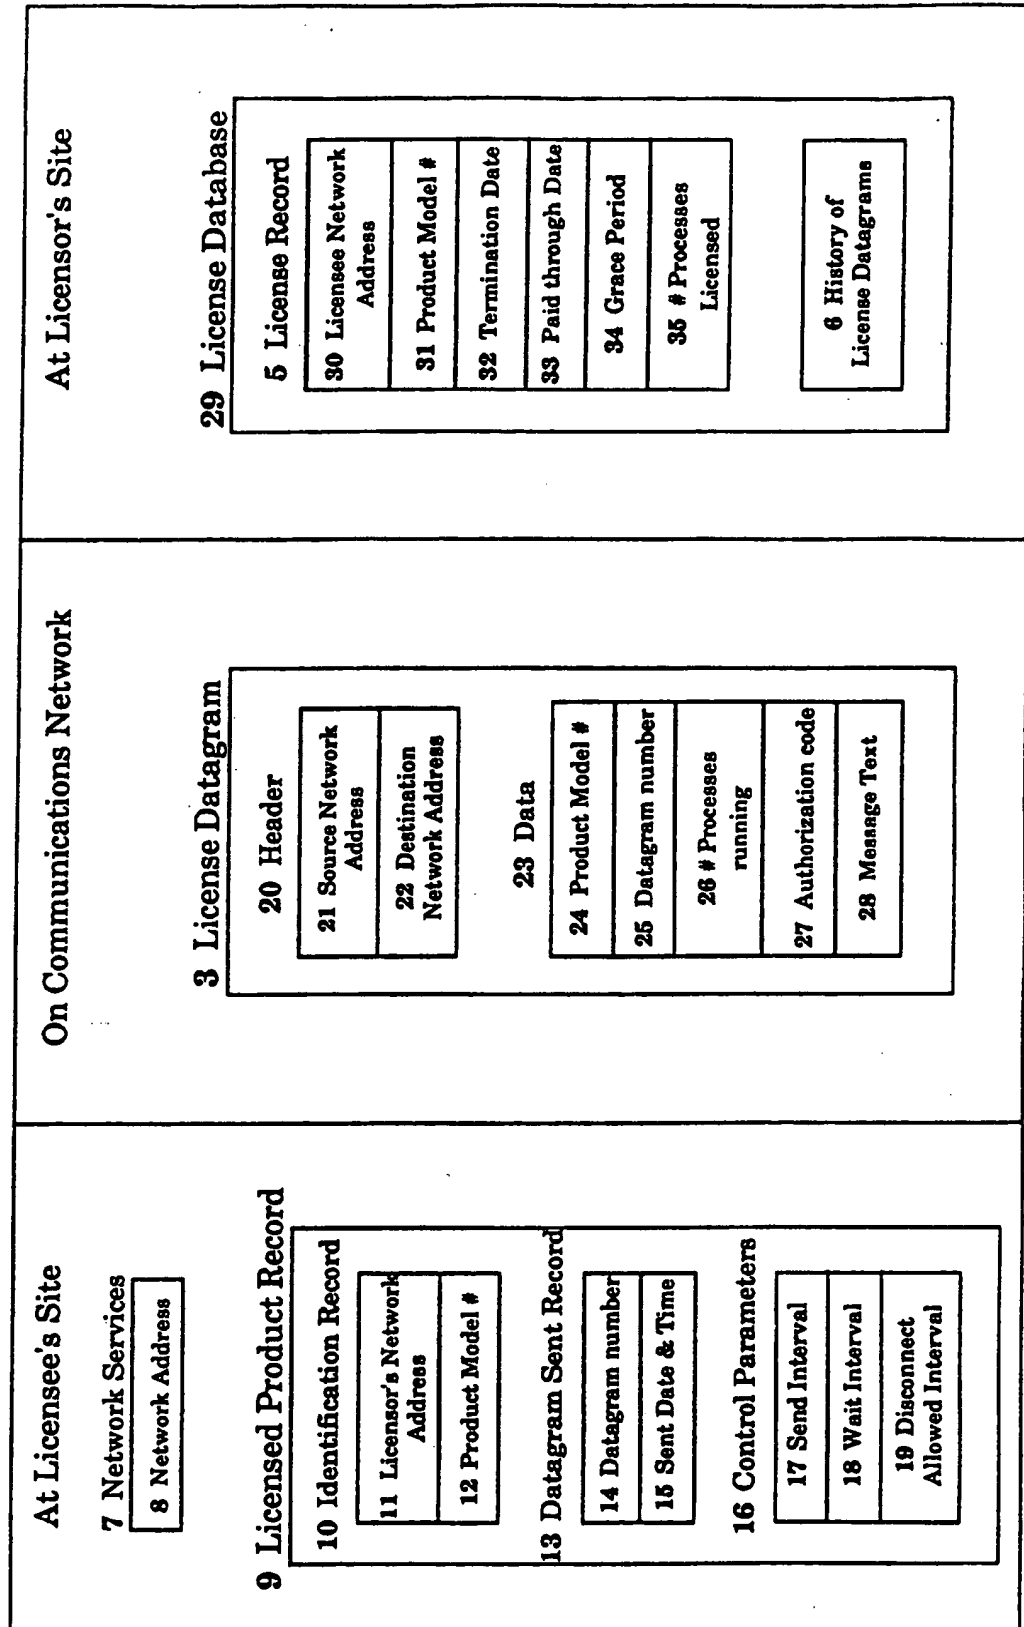 At Licensee's Site
7 Network Services
8 Network Address
9 Licensed Product Record
10 Identification Record
11 Licensor's Network
Address
12 Product Model #
13 Datagram Sent Record
14 Datagram number
15 Sent Date & Time
16 Control Parameters
17 Send Interval
18 Wait Interval
19 Disconnect
Allowed Interval
On Communications Network
3 License Datagram
20 Header
21 Source Network
Address
22 Destination
Network Address
23 Data
24 Product Model #
25 Datagram number
26 # Processes
running
27 Authorization code
28 Message Text
At Licensor's Site
29 License Database
5 License Record
30 Licensee Network
Address
31 Product Model #
32 Termination Date
33 Paid through Date
34 Grace Period
35 # Processes
Licensed
6 History of
License Datagrams